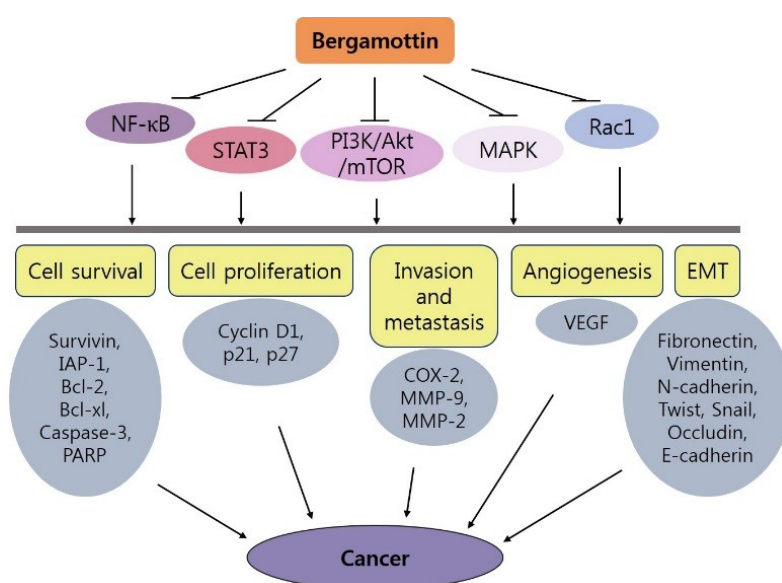 Bergamottin
NF-κB
STAT3
PI3K/Akt
/mTOR
MAPK
Rac1
Cell survival
Cell proliferation
Invasion
and
metastasis
Angiogenesis
EMT
Survivin,
IAP-1,
Bcl-2,
Bcl-xl,
Caspase-3,
PARP
Cyclin D1,
p21, p27
COX-2,
MMP-9,
MMP-2
VEGF
Fibronectin,
Vimentin,
N-cadherin,
Twist, Snail,
Occludin,
E-cadherin
Cancer